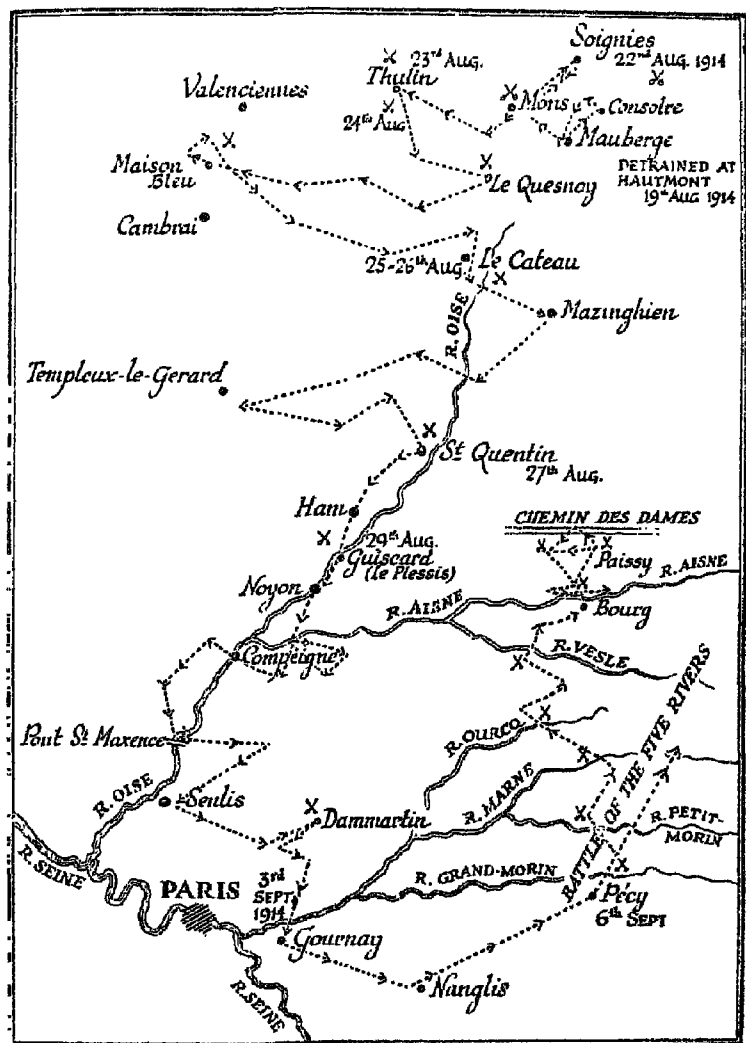 Soignies
22nd Aug. 1914
23rd Aug.
Thulin
Valenciennes
Mons
Consolre
24th Aug
Mauberge
DETRAINED AT
HAUTMONT
19th AUG 1914
Maison
Bleu
Le Quesnoy
Cambrai
25-26th Aug
Le Cateau
R. OISE
Mazinghien
Templeux-le-Gerard
St Quentin
27th Aug.
Ham
CHEMIN DES DAMES
29th Aug.
Guiscard
(le Plessis)
Paissy
Noyon
R. AISNE
R. AISNE
Bourg
Compeigne
R. VESLE
Pont St Maxence
R. OURCQ
BATTLE OF THE FIVE RIVERS
R. OISE
Senlis
Dammartin
R. MARNE
R. PETIT-
MORIN
R. SEINE
PARIS
3rd
SEPT.
1914
R. GRAND-MORIN
Pécy
6th SEPT
Gournay
Nanglis
R. SEINE